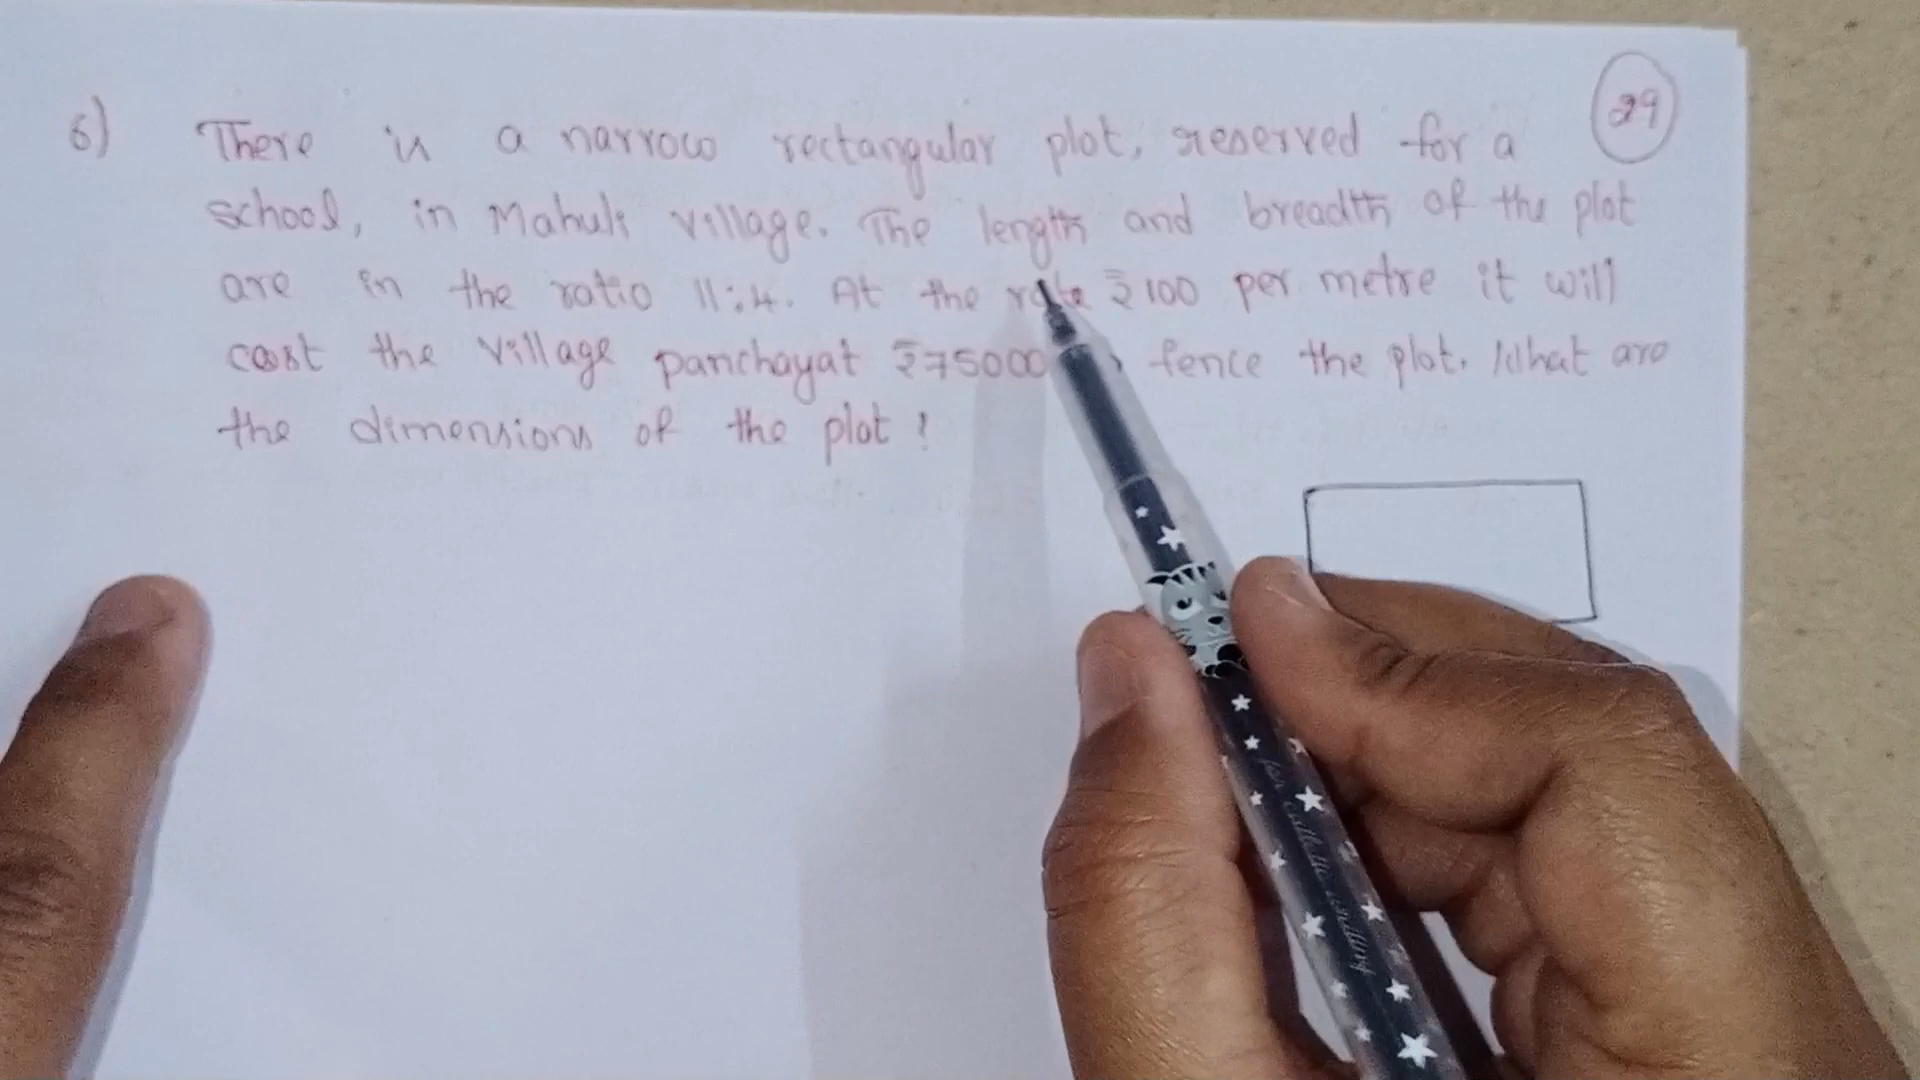 29
6) There is a narrow rectangular plot, reserved for a
school, in Mahuli village. The length and breadth of the plot
are in the ratio 11:4. At the rate ₹100 per metre it will
cost the village panchayat ₹75000 fence the plot. What are
the dimensions of the plot?